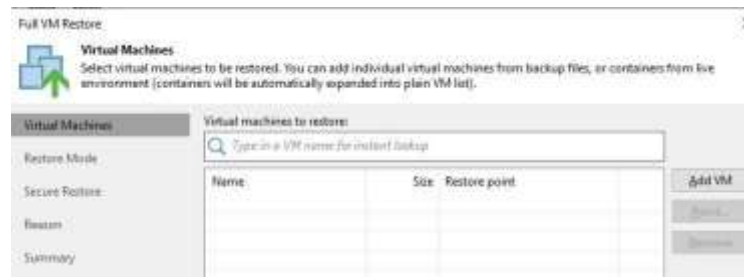 Full VM Restore
Virtual Machines
Select virtual machines to be restored. You can add individual virtual machines from backup files, or containers from live
environment (containers will be automatically expanded into plain VM list).
Virtual Machines
Virtual machines to restore:
Type in a VM name for instant lookup
Restore Mode
Name Size Restore point
Add VM
Secure Restore
Point...
Remove
Reason
Summary